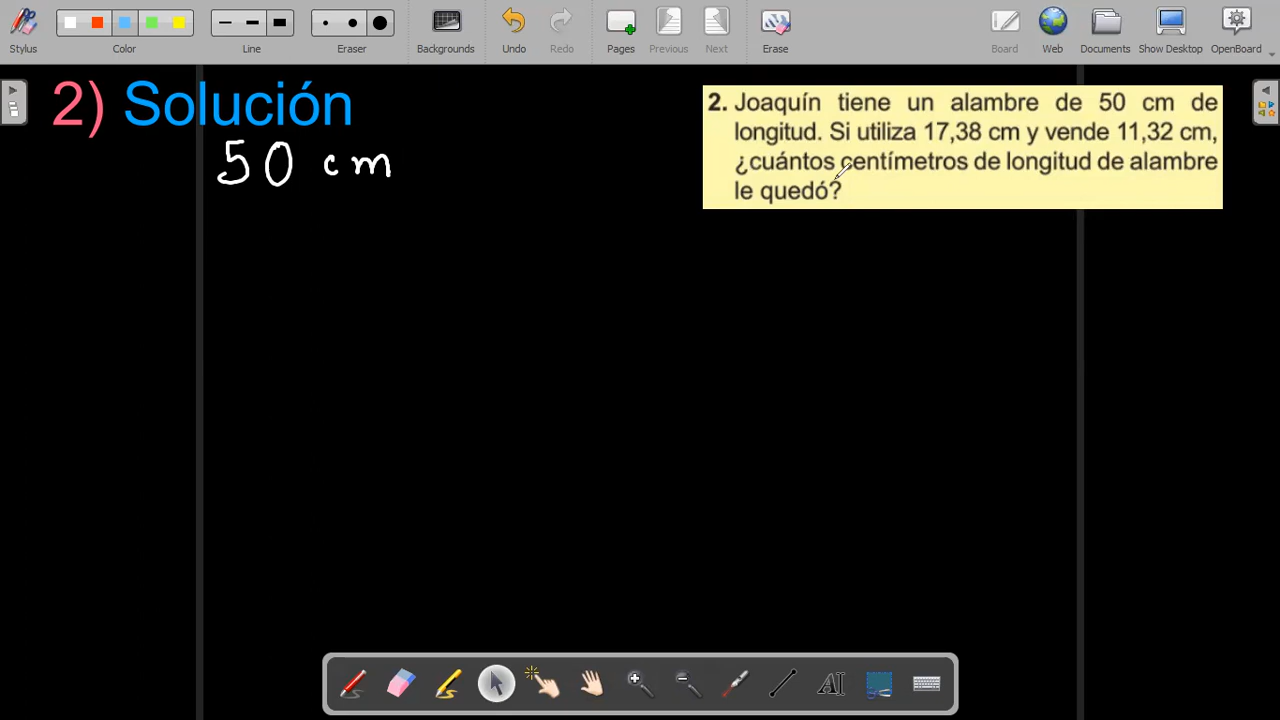 Stylus
Color
Line
Eraser
Backgrounds
Undo
Redo
Pages
Previous
Next
Erase
Board
Web
Documents
Show Desktop
OpenBoard
2) Solución
50 cm
2. Joaquín tiene un alambre de 50 cm de
longitud. Si utiliza 17,38 cm y vende 11,32 cm,
¿cuántos centímetros de longitud de alambre
le quedó?
AI